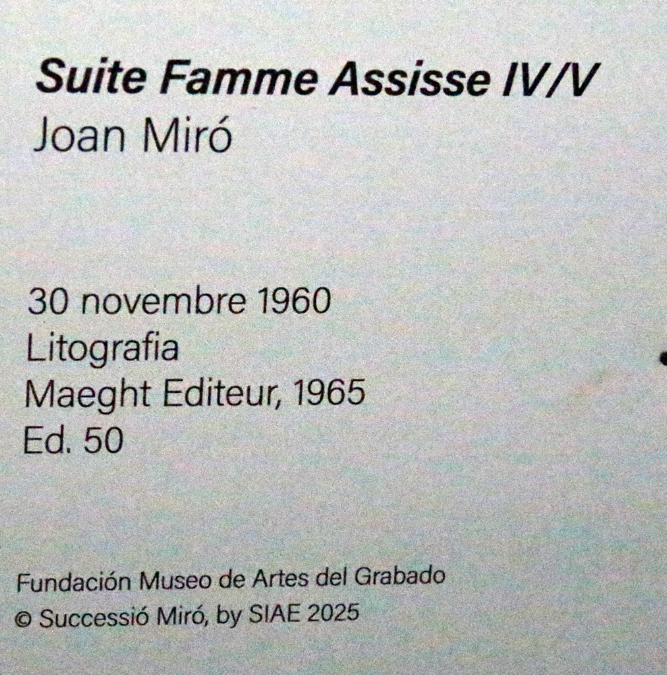 Suite Famme Assisse IV/V
Joan Miró
30 novembre 1960
Litografia
Maeght Editeur, 1965
Ed. 50
Fundación Museo de Artes del Grabado
© Successió Miró, by SIAE 2025